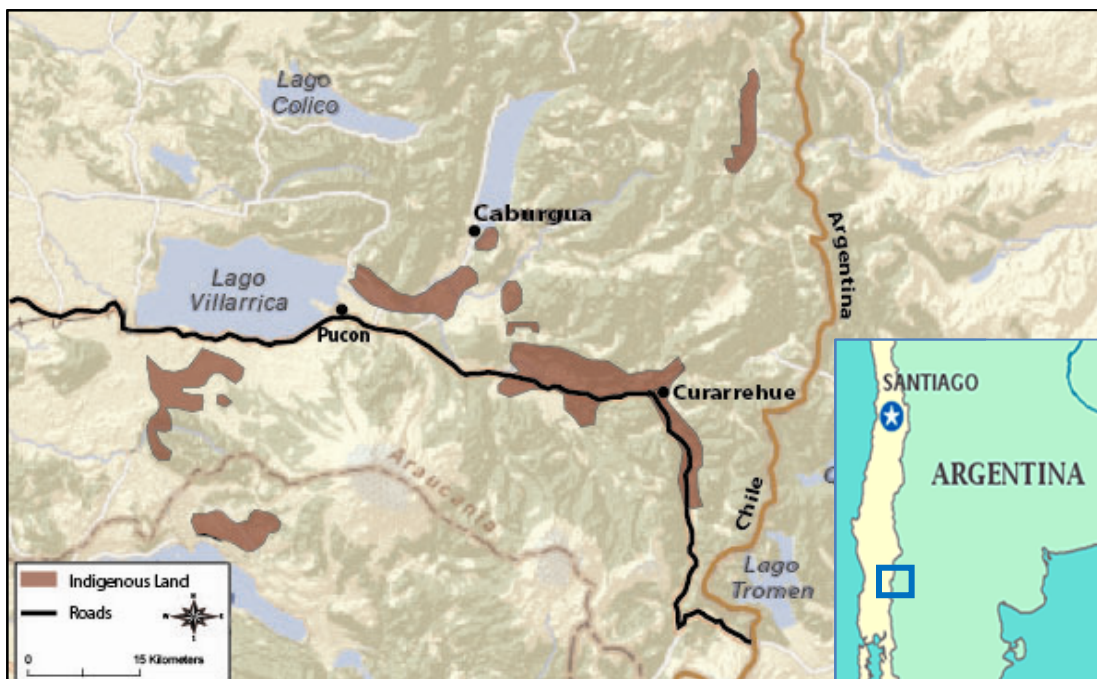 Lago
Colico
Caburgua
Argentina
Lago
Villarrica
Pucon
Curarrehue
SANTIAGO
Araucania
Chile
ARGENTINA
Lago
Tromen
Indigenous Land
Roads
N
W
E
S
0
15 Kilometers